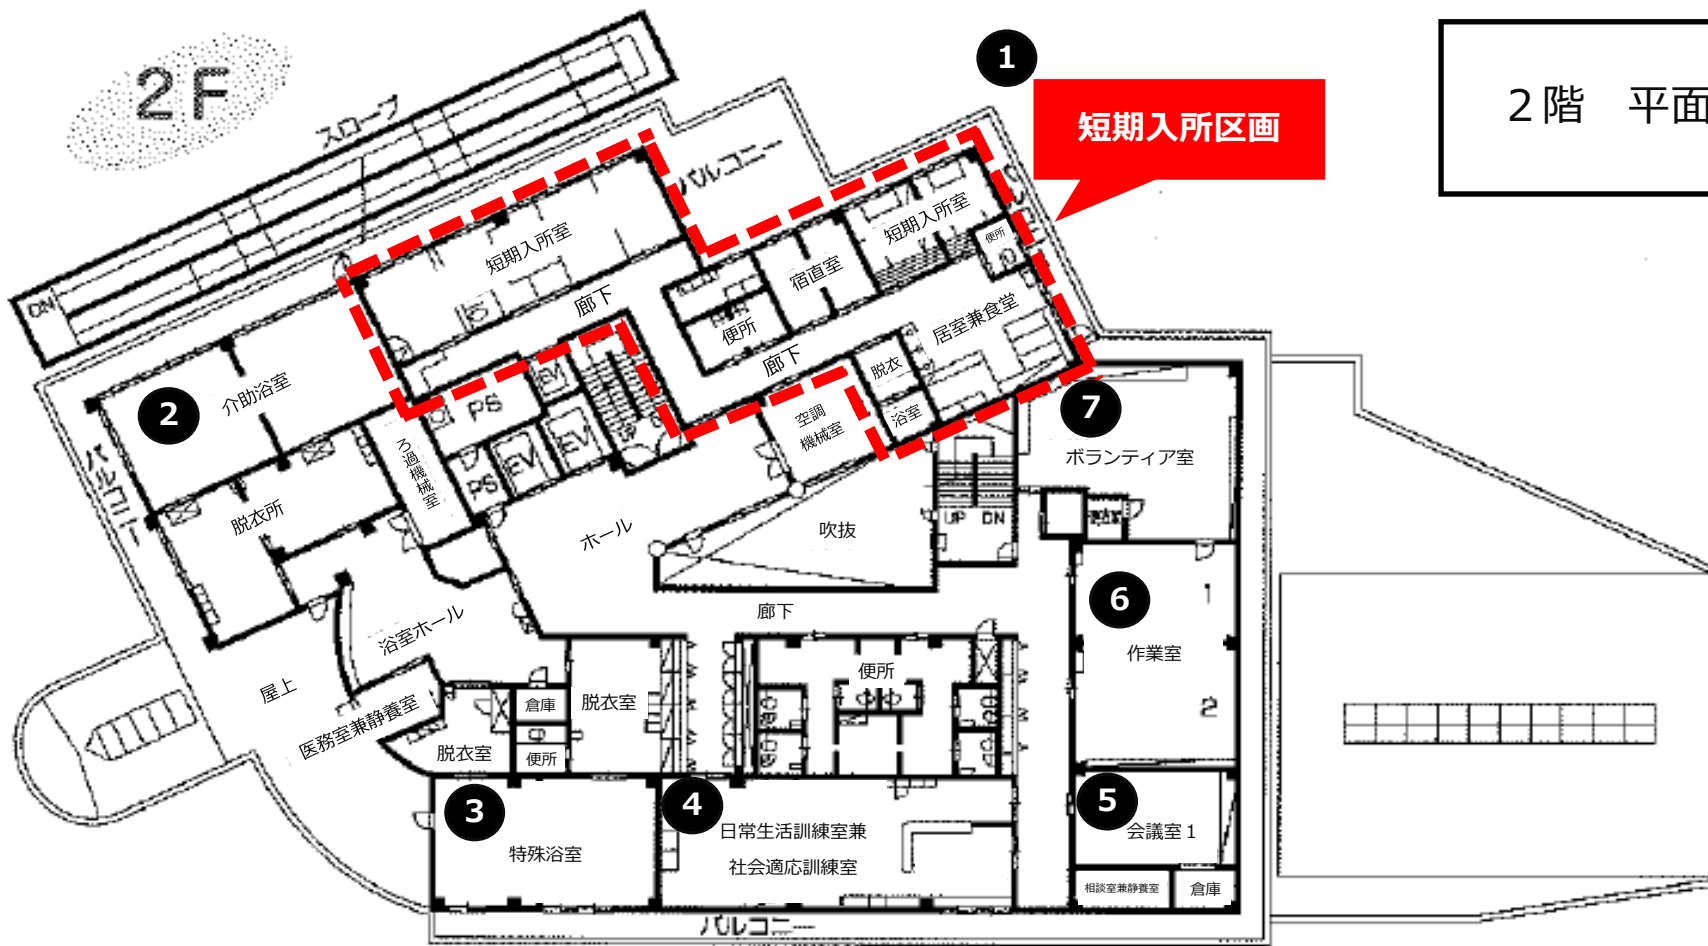 2F
1
短期入所区画
2階　平面
スロープ
バルコニー
DN
短期入所室
短期入所室
便所
宿直室
廊下
便所
居室兼食堂
廊下
脱衣
浴室
空調
機械室
2
介助浴室
PS
EV
EV
EV
PS
ろ過機械室
バルコニー
脱衣所
ホール
吹抜
UP DN
7
ボランティア室
廊下
浴室ホール
屋上
医務室兼静養室
脱衣室
倉庫
便所
脱衣室
便所
6
1
作業室
2
3
特殊浴室
4
日常生活訓練室兼
社会適応訓練室
5
会議室1
相談室兼静養室
倉庫
バルコニー